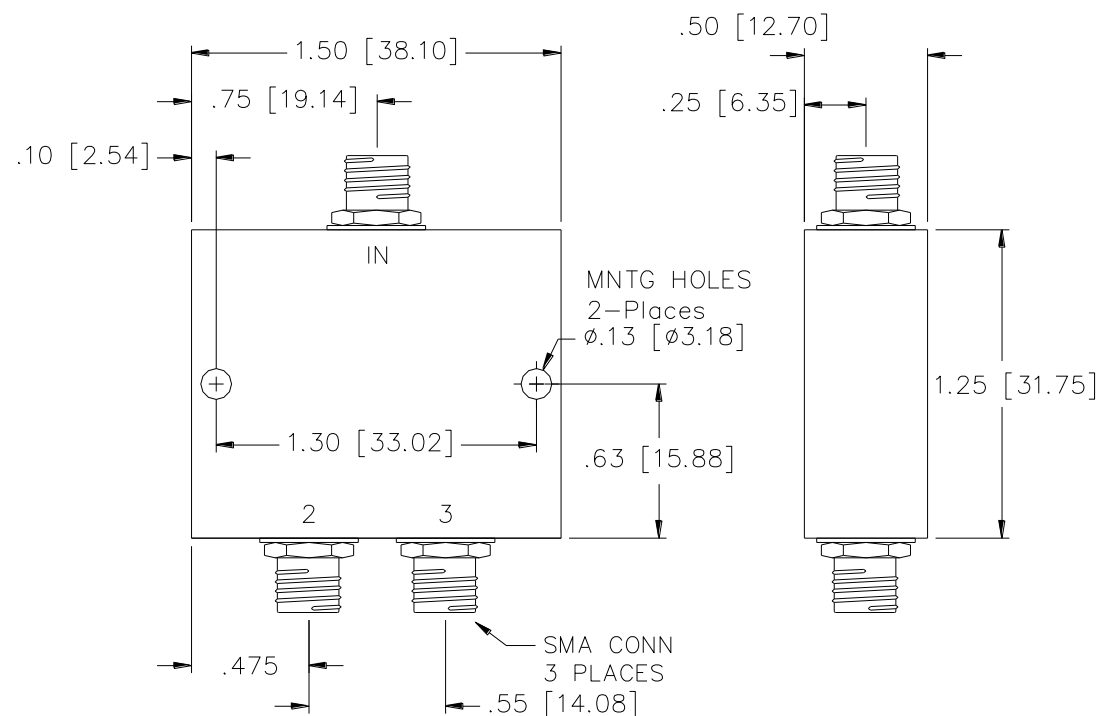 .50 [12.70]
1.50 [38.10]
.75 [19.14]
.25 [6.35]
.10 [2.54]
IN
MNTG HOLES
2-Places
ø.13 [ø3.18]
1.25 [31.75]
1.30 [33.02]
.63 [15.88]
2 3
SMA CONN
3 PLACES
.475
.55 [14.08]